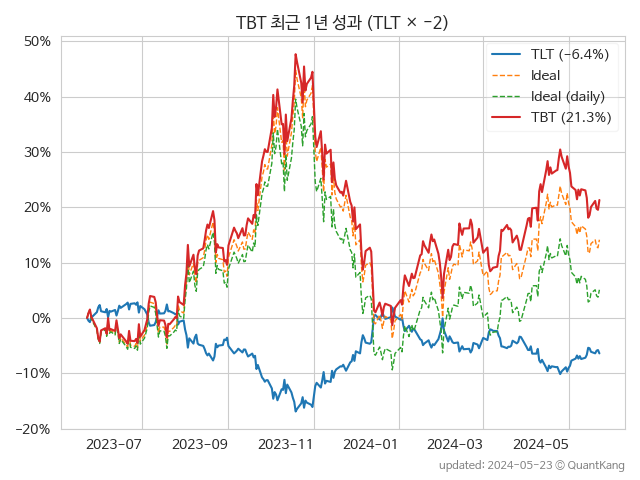 TBT 최근 1년 성과 (TLT × −2)
50%
40%
30%
20%
10%
0%
−10%
−20%
TLT (−6.4%)
Ideal
Ideal (daily)
TBT (21.3%)
2023−07
2023−09
2023−11
2024−01
2024−03
2024−05
updated: 2024−05−23 © QuantKang